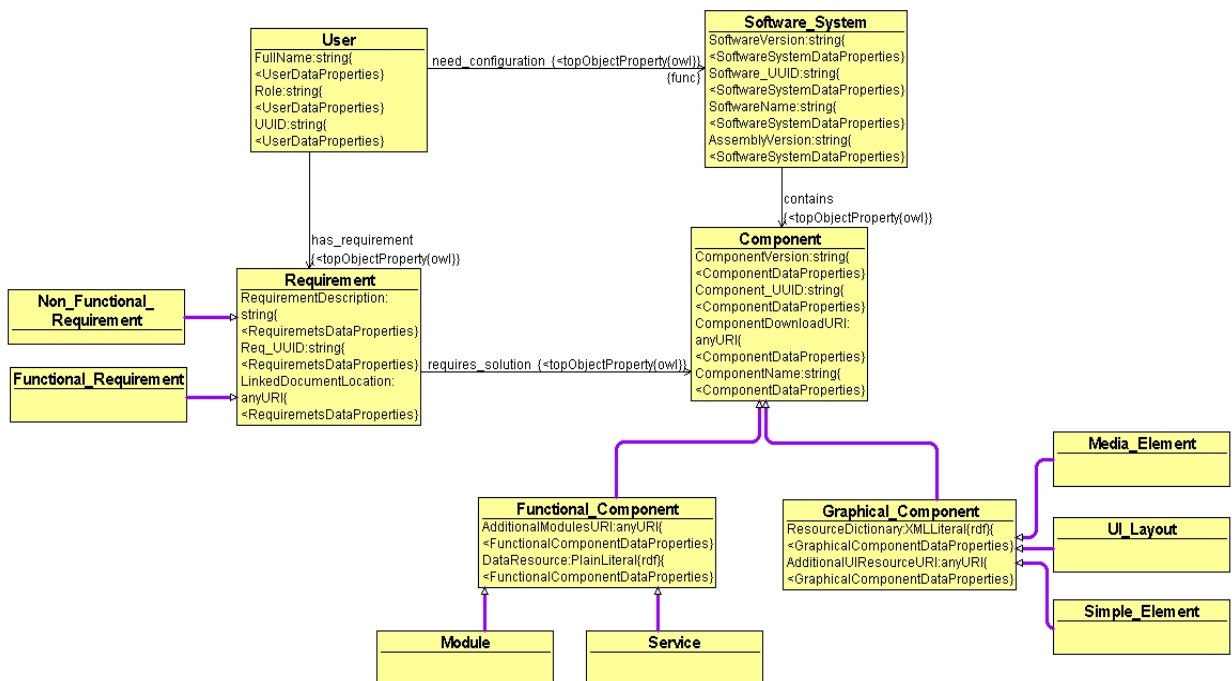 User
FullName:string{
<UserDataProperties}
Role:string{
<UserDataProperties}
UUID:string{
<UserDataProperties}
need_configuration {<topObjectProperty{owl}}
{func}
Software_System
SoftwareVersion:string{
<SoftwareSystemDataProperties}
Software_UUID:string{
<SoftwareSystemDataProperties}
SoftwareName:string{
<SoftwareSystemDataProperties}
AssemblyVersion:string{
<SoftwareSystemDataProperties}
has_requirement
{<topObjectProperty{owl}}
contains
{<topObjectProperty{owl}}
Non_Functional_
Requirement
Functional_Requirement
Requirement
RequirementDescription:
string{
<RequirementsDataProperties}
Req_UUID:string{
<RequirementsDataProperties}
LinkedDocumentLocation:
anyURI{
<RequirementsDataProperties}
requires_solution {<topObjectProperty{owl}}
Component
ComponentVersion:string{
<ComponentDataProperties}
Component_UUID:string{
<ComponentDataProperties}
ComponentDownloadURI:
anyURI{
<ComponentDataProperties}
ComponentName:string{
<ComponentDataProperties}
Functional_Component
AdditionalModulesURI:anyURI{
<FunctionalComponentDataProperties}
DataResource:PlainLiteral{rdf}{
<FunctionalComponentDataProperties}
Graphical_Component
ResourceDictionary:XMLLiteral{rdf}{
<GraphicalComponentDataProperties}
AdditionalUIResourceURI:anyURI{
<GraphicalComponentDataProperties}
Media_Element
UI_Layout
Simple_Element
Module
Service